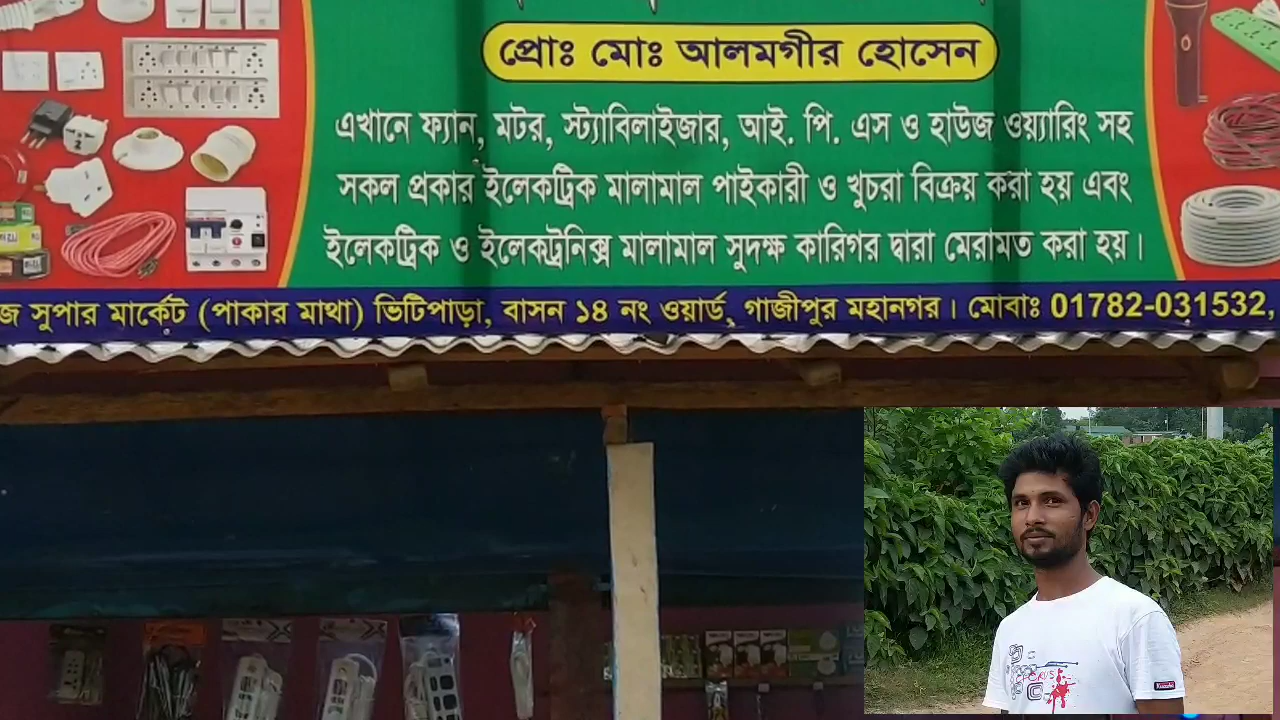 প্রোঃ মোঃ আলমগীর হোসেন
এখানে ফ্যান, মটর, স্ট্যাবিলাইজার, আই. পি. এস ও হাউজ ওয়্যারিং সহ
সকল প্রকার ইলেকট্রিক মালামাল পাইকারী ও খুচরা বিক্রয় করা হয় এবং
ইলেকট্রিক ও ইলেকট্রনিক্স মালামাল সুদক্ষ কারিগর দ্বারা মেরামত করা হয়।
জ সুপার মার্কেট (পাকার মাথা) ভিটিপাড়া, বাসন ১৪ নং ওয়ার্ড, গাজীপুর মহানগর। মোবাঃ 01782-031532,